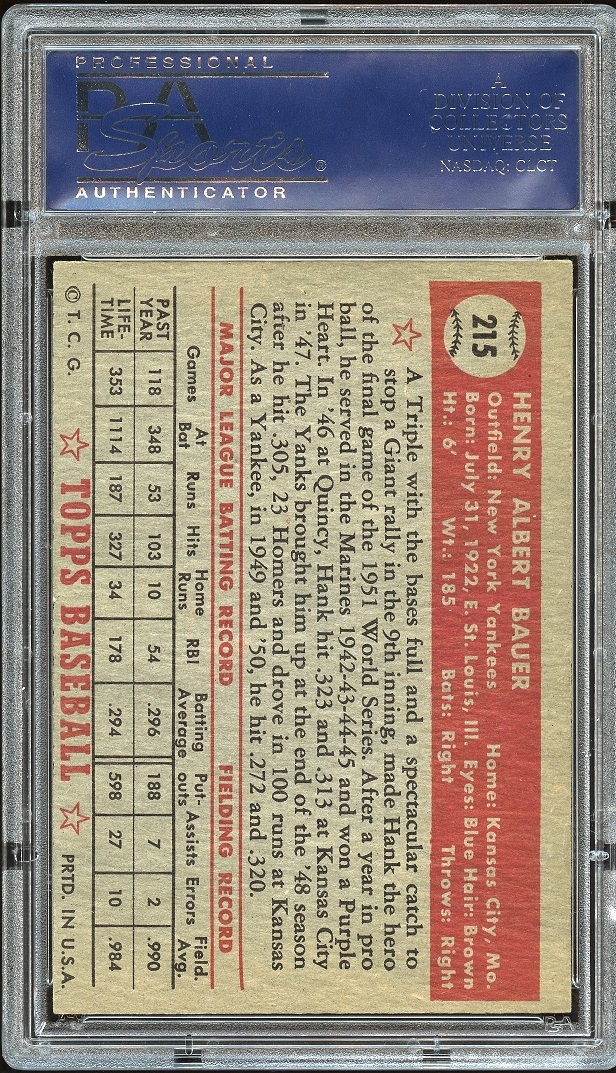 PROFESSIONAL
PSA
Sports®
AUTHENTICATOR
A
DIVISION OF
COLLECTORS
UNIVERSE
NASDAQ: CLCT
215
HENRY ALBERT BAUER
Outfield: New York Yankees Home: Kansas City, Mo.
Born: July 31, 1922, E. St. Louis, Ill. Eyes: Blue Hair: Brown
Ht.: 6' Wt.: 185 Bats: Right Throws: Right
A Triple with the bases full and a spectacular catch to
stop a Giant rally in the 9th inning, made Hank the hero
of the final game of the 1951 World Series. After a year in pro
ball, he served in the Marines 1942-43-44-45 and won a Purple
Heart. In '46 at Quincy, Hank hit .323 and .313 at Kansas City
in '47. The Yanks brought him up at the end of the '48 season
after he hit .305, 23 Homers and drove in 100 runs at Kansas
City. As a Yankee, in 1949 and '50, he hit .272 and .320.
MAJOR LEAGUE BATTING RECORD FIELDING RECORD
Games At Bat Runs Hits Home Runs RBI Batting Average Put-outs Assists Errors Field. Avg.
PAST YEAR 118 348 53 103 10 54 .296 188 7 2 .990
LIFE-TIME 353 1114 187 327 34 178 .294 598 27 10 .984
© T. C. G. TOPPS BASEBALL PRTD. IN U.S.A.
PSA